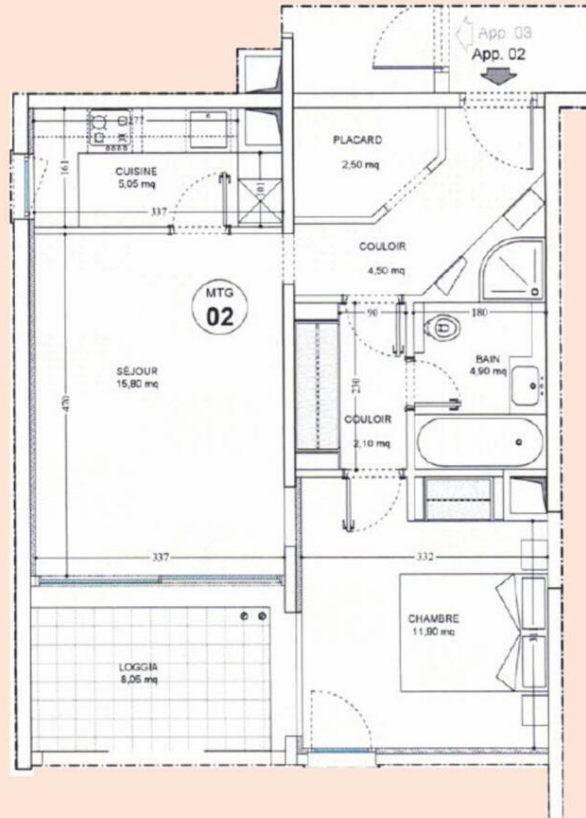 App. 03
App. 02
PLACARD
2,50 mq
277
161
CUISINE
5,05 mq
101
337
COULOIR
4,50 mq
MTG
02
90
180
BAIN
4,90 mq
SÉJOUR
15,80 mq
470
230
COULOIR
2,10 mq
337
332
CHAMBRE
11,90 mq
LOGGIA
8,05 mq